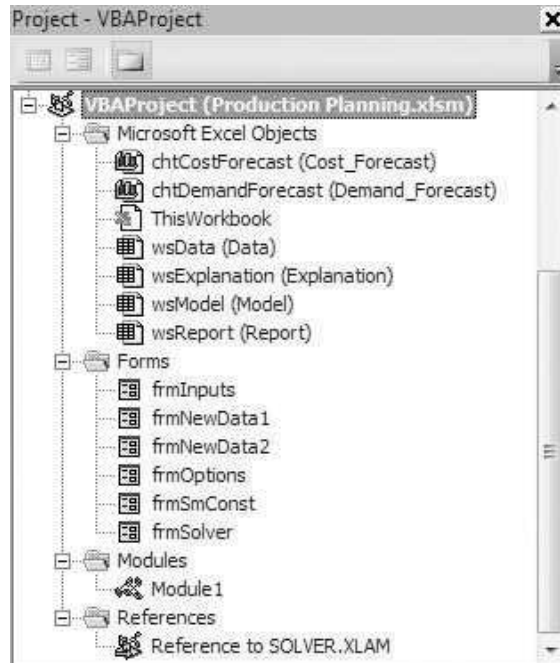 Project - VBAProject
VBAProject (Production Planning.xlsm)
Microsoft Excel Objects
chtCostForecast (Cost_Forecast)
chtDemandForecast (Demand_Forecast)
ThisWorkbook
wsData (Data)
wsExplanation (Explanation)
wsModel (Model)
wsReport (Report)
Forms
frmInputs
frmNewData1
frmNewData2
frmOptions
frmSmConst
frmSolver
Modules
Module1
References
Reference to SOLVER.XLAM